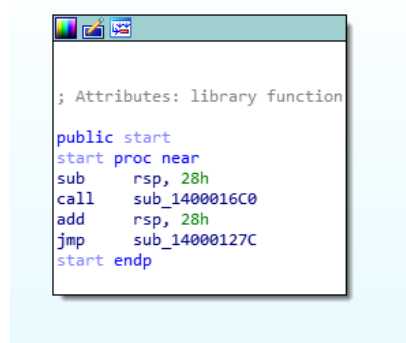 ; Attributes: library function
public start
start proc near
sub rsp, 28h
call sub_1400016C0
add rsp, 28h
jmp sub_14000127C
start endp